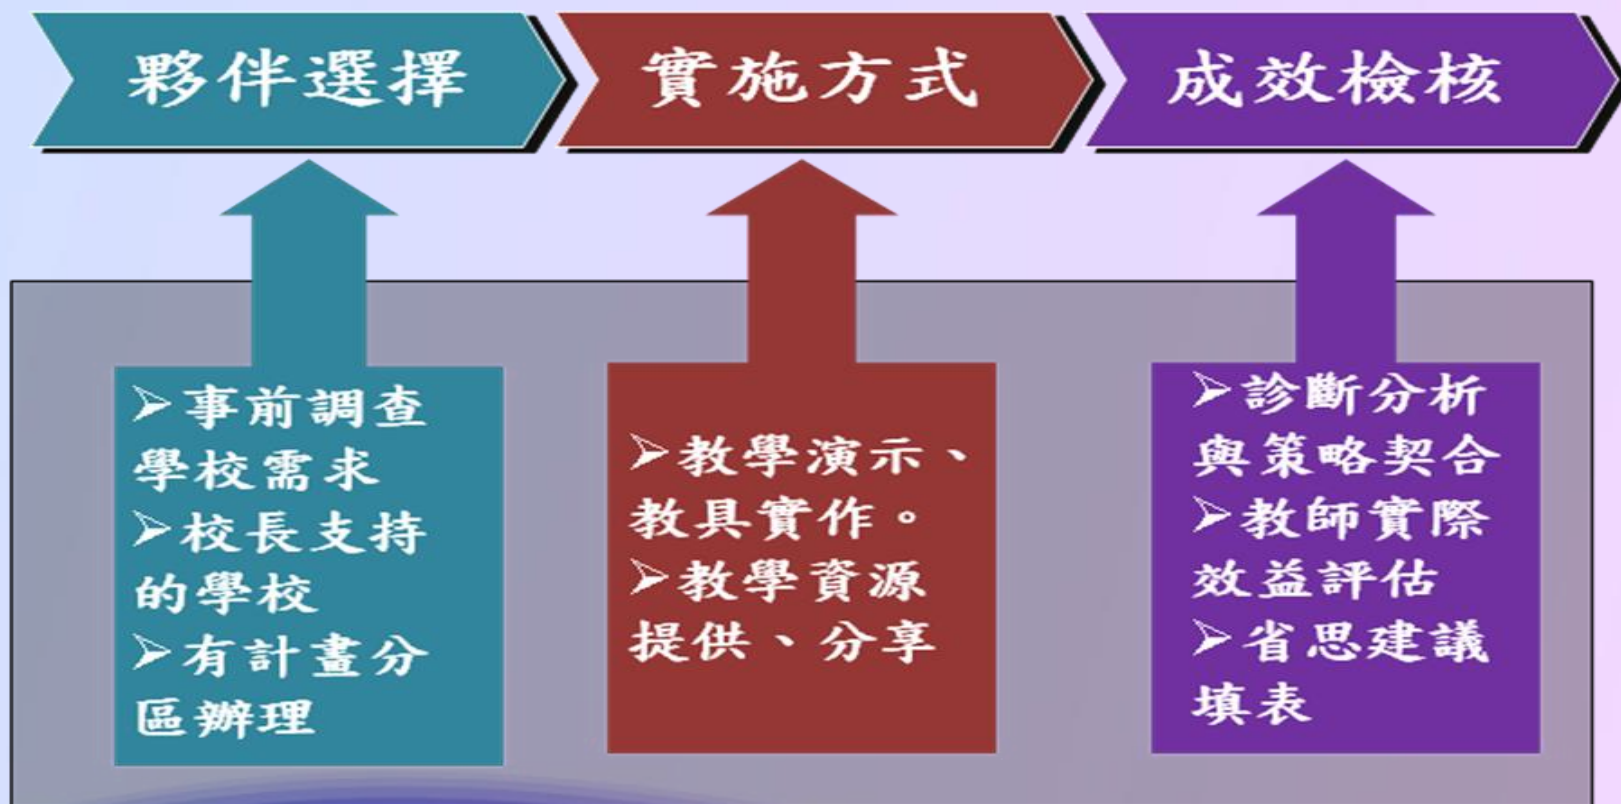 夥伴選擇
實施方式
成效檢核
➢事前調查
學校需求
➢校長支持
的學校
➢有計畫分
區辦理
➢教學演示、
教具實作。
➢教學資源
提供、分享
➢診斷分析
與策略契合
➢教師實際
效益評估
➢省思建議
填表